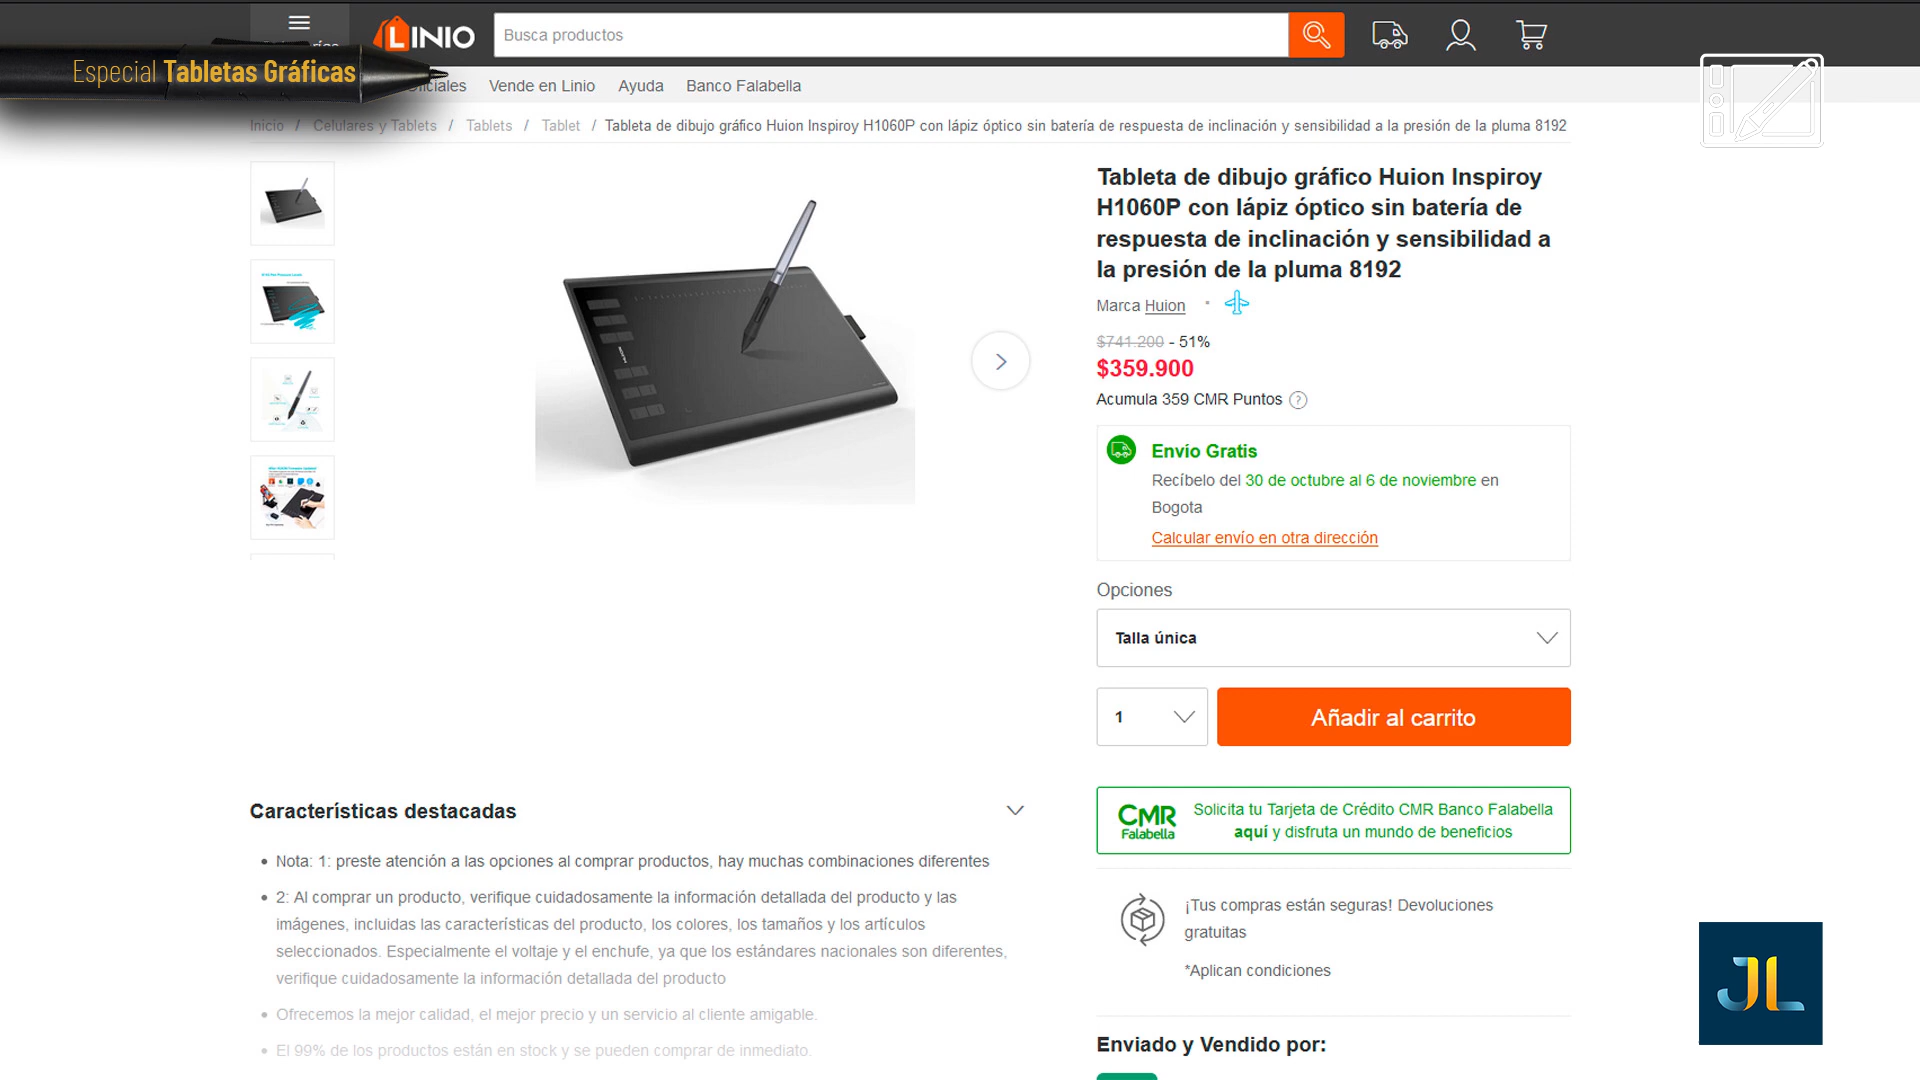 LINIO
Busca productos
Especial Tabletas Gráficas
Oficiales
Vende en Linio
Ayuda
Banco Falabella
Inicio / Celulares y Tablets / Tablets / Tablet / Tableta de dibujo gráfico Huion Inspiroy H1060P con lápiz óptico sin batería de respuesta de inclinación y sensibilidad a la presión de la pluma 8192
Tableta de dibujo gráfico Huion Inspiroy
H1060P con lápiz óptico sin batería de
respuesta de inclinación y sensibilidad a
la presión de la pluma 8192
Marca Huion
$741.200 - 51%
$359.900
Acumula 359 CMR Puntos ?
Envío Gratis
Recíbelo del 30 de octubre al 6 de noviembre en
Bogota
Calcular envío en otra dirección
Opciones
Talla única
1
Añadir al carrito
CMR
Falabella
Solicita tu Tarjeta de Crédito CMR Banco Falabella
aquí y disfruta un mundo de beneficios
¡Tus compras están seguras! Devoluciones
gratuitas
*Aplican condiciones
Enviado y Vendido por:
Características destacadas
• Nota: 1: preste atención a las opciones al comprar productos, hay muchas combinaciones diferentes
• 2: Al comprar un producto, verifique cuidadosamente la información detallada del producto y las
imágenes, incluidas las características del producto, los colores, los tamaños y los artículos
seleccionados. Especialmente el voltaje y el enchufe, ya que los estándares nacionales son diferentes,
verifique cuidadosamente la información detallada del producto
• Ofrecemos la mejor calidad, el mejor precio y un servicio al cliente amigable.
• El 99% de los productos están en stock y se pueden comprar de inmediato.
JL